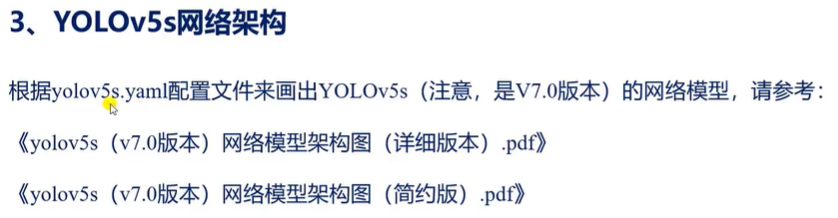 3、YOLOv5s网络架构
根据yolov5s.yaml配置文件来画出YOLOv5s（注意，是V7.0版本）的网络模型，请参考：
《yolov5s（v7.0版本）网络模型架构图（详细版本）.pdf》
《yolov5s（v7.0版本）网络模型架构图（简约版）.pdf》